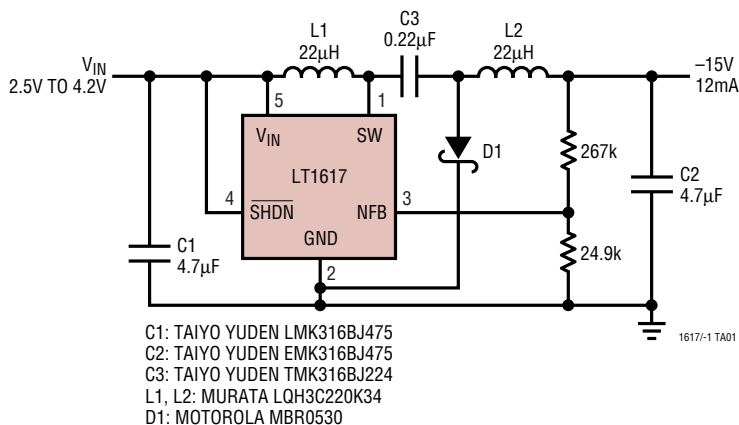 L1
22µH
C3
0.22µF
L2
22µH
VIN
2.5V TO 4.2V
–15V
12mA
5
1
VIN
SW
D1
267k
LT1617
C2
4.7µF
4
3
SHDN
NFB
GND
C1
4.7µF
2
24.9k
1617/-1 TA01
C1: TAIYO YUDEN LMK316BJ475
C2: TAIYO YUDEN EMK316BJ475
C3: TAIYO YUDEN TMK316BJ224
L1, L2: MURATA LQH3C220K34
D1: MOTOROLA MBR0530